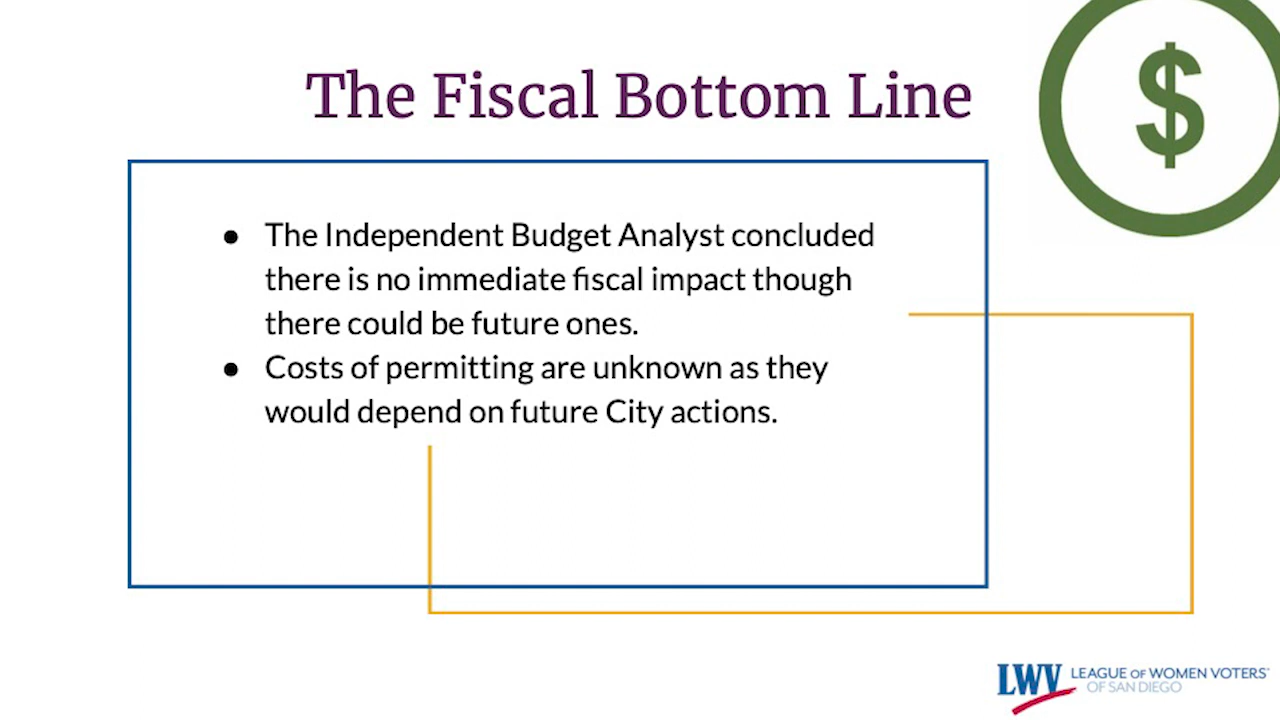 The Fiscal Bottom Line
$
● The Independent Budget Analyst concluded
there is no immediate fiscal impact though
there could be future ones.
● Costs of permitting are unknown as they
would depend on future City actions.
LWV LEAGUE OF WOMEN VOTERS®
OF SAN DIEGO